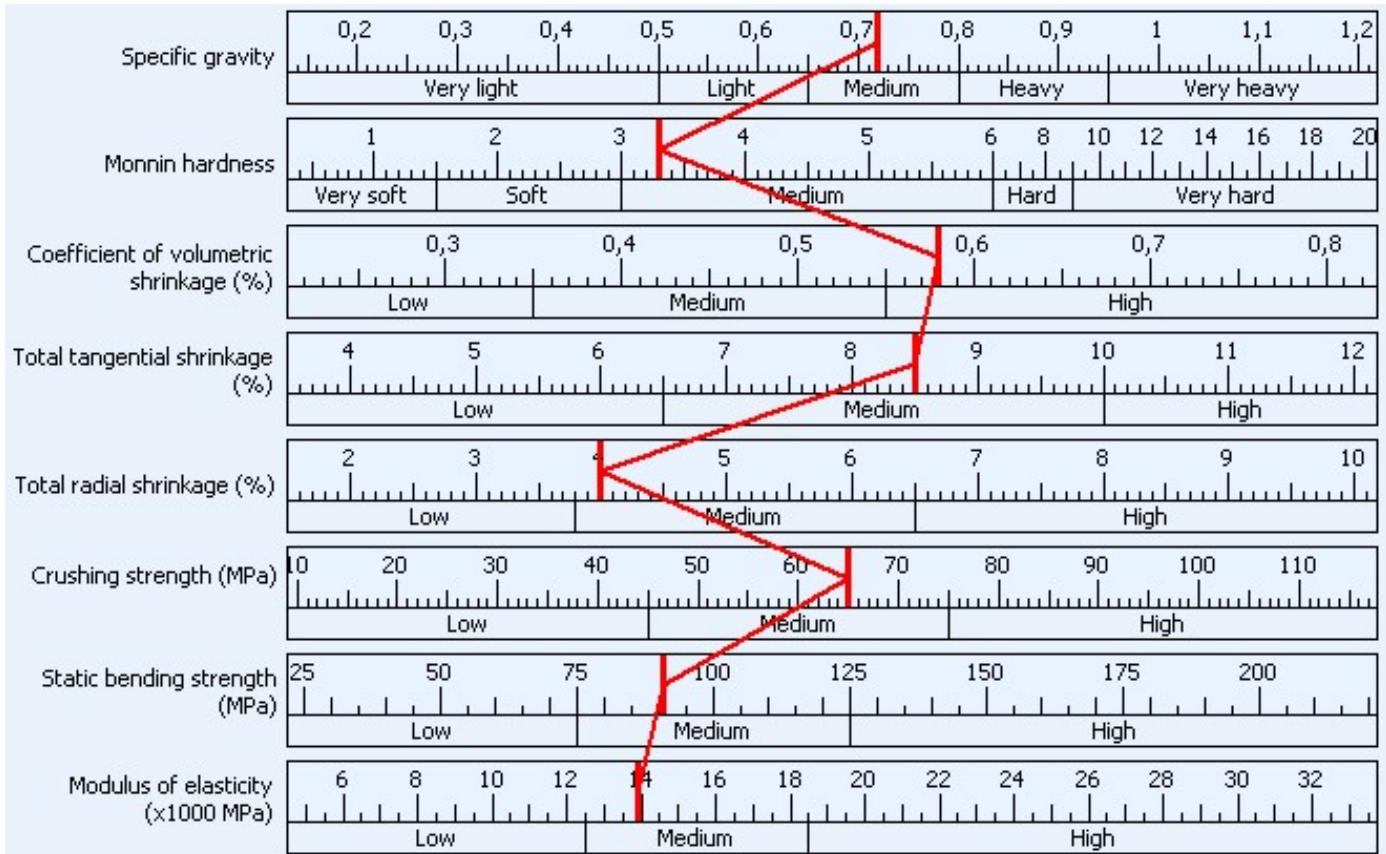 0,2 0,3 0,4 0,5 0,6 0,7 0,8 0,9 1 1,1 1,2
Specific gravity
Very light Light Medium Heavy Very heavy
1 2 3 4 5 6 8 10 12 14 16 18 20
Monnin hardness
Very soft Soft Medium Hard Very hard
0,3 0,4 0,5 0,6 0,7 0,8
Coefficient of volumetric
shrinkage (%)
Low Medium High
4 5 6 7 8 9 10 11 12
Total tangential shrinkage
(%)
Low Medium High
2 3 4 5 6 7 8 9 10
Total radial shrinkage (%)
Low Medium High
10 20 30 40 50 60 70 80 90 100 110
Crushing strength (MPa)
Low Medium High
25 50 75 100 125 150 175 200
Static bending strength
(MPa)
Low Medium High
6 8 10 12 14 16 18 20 22 24 26 28 30 32
Modulus of elasticity
(x1000 MPa)
Low Medium High